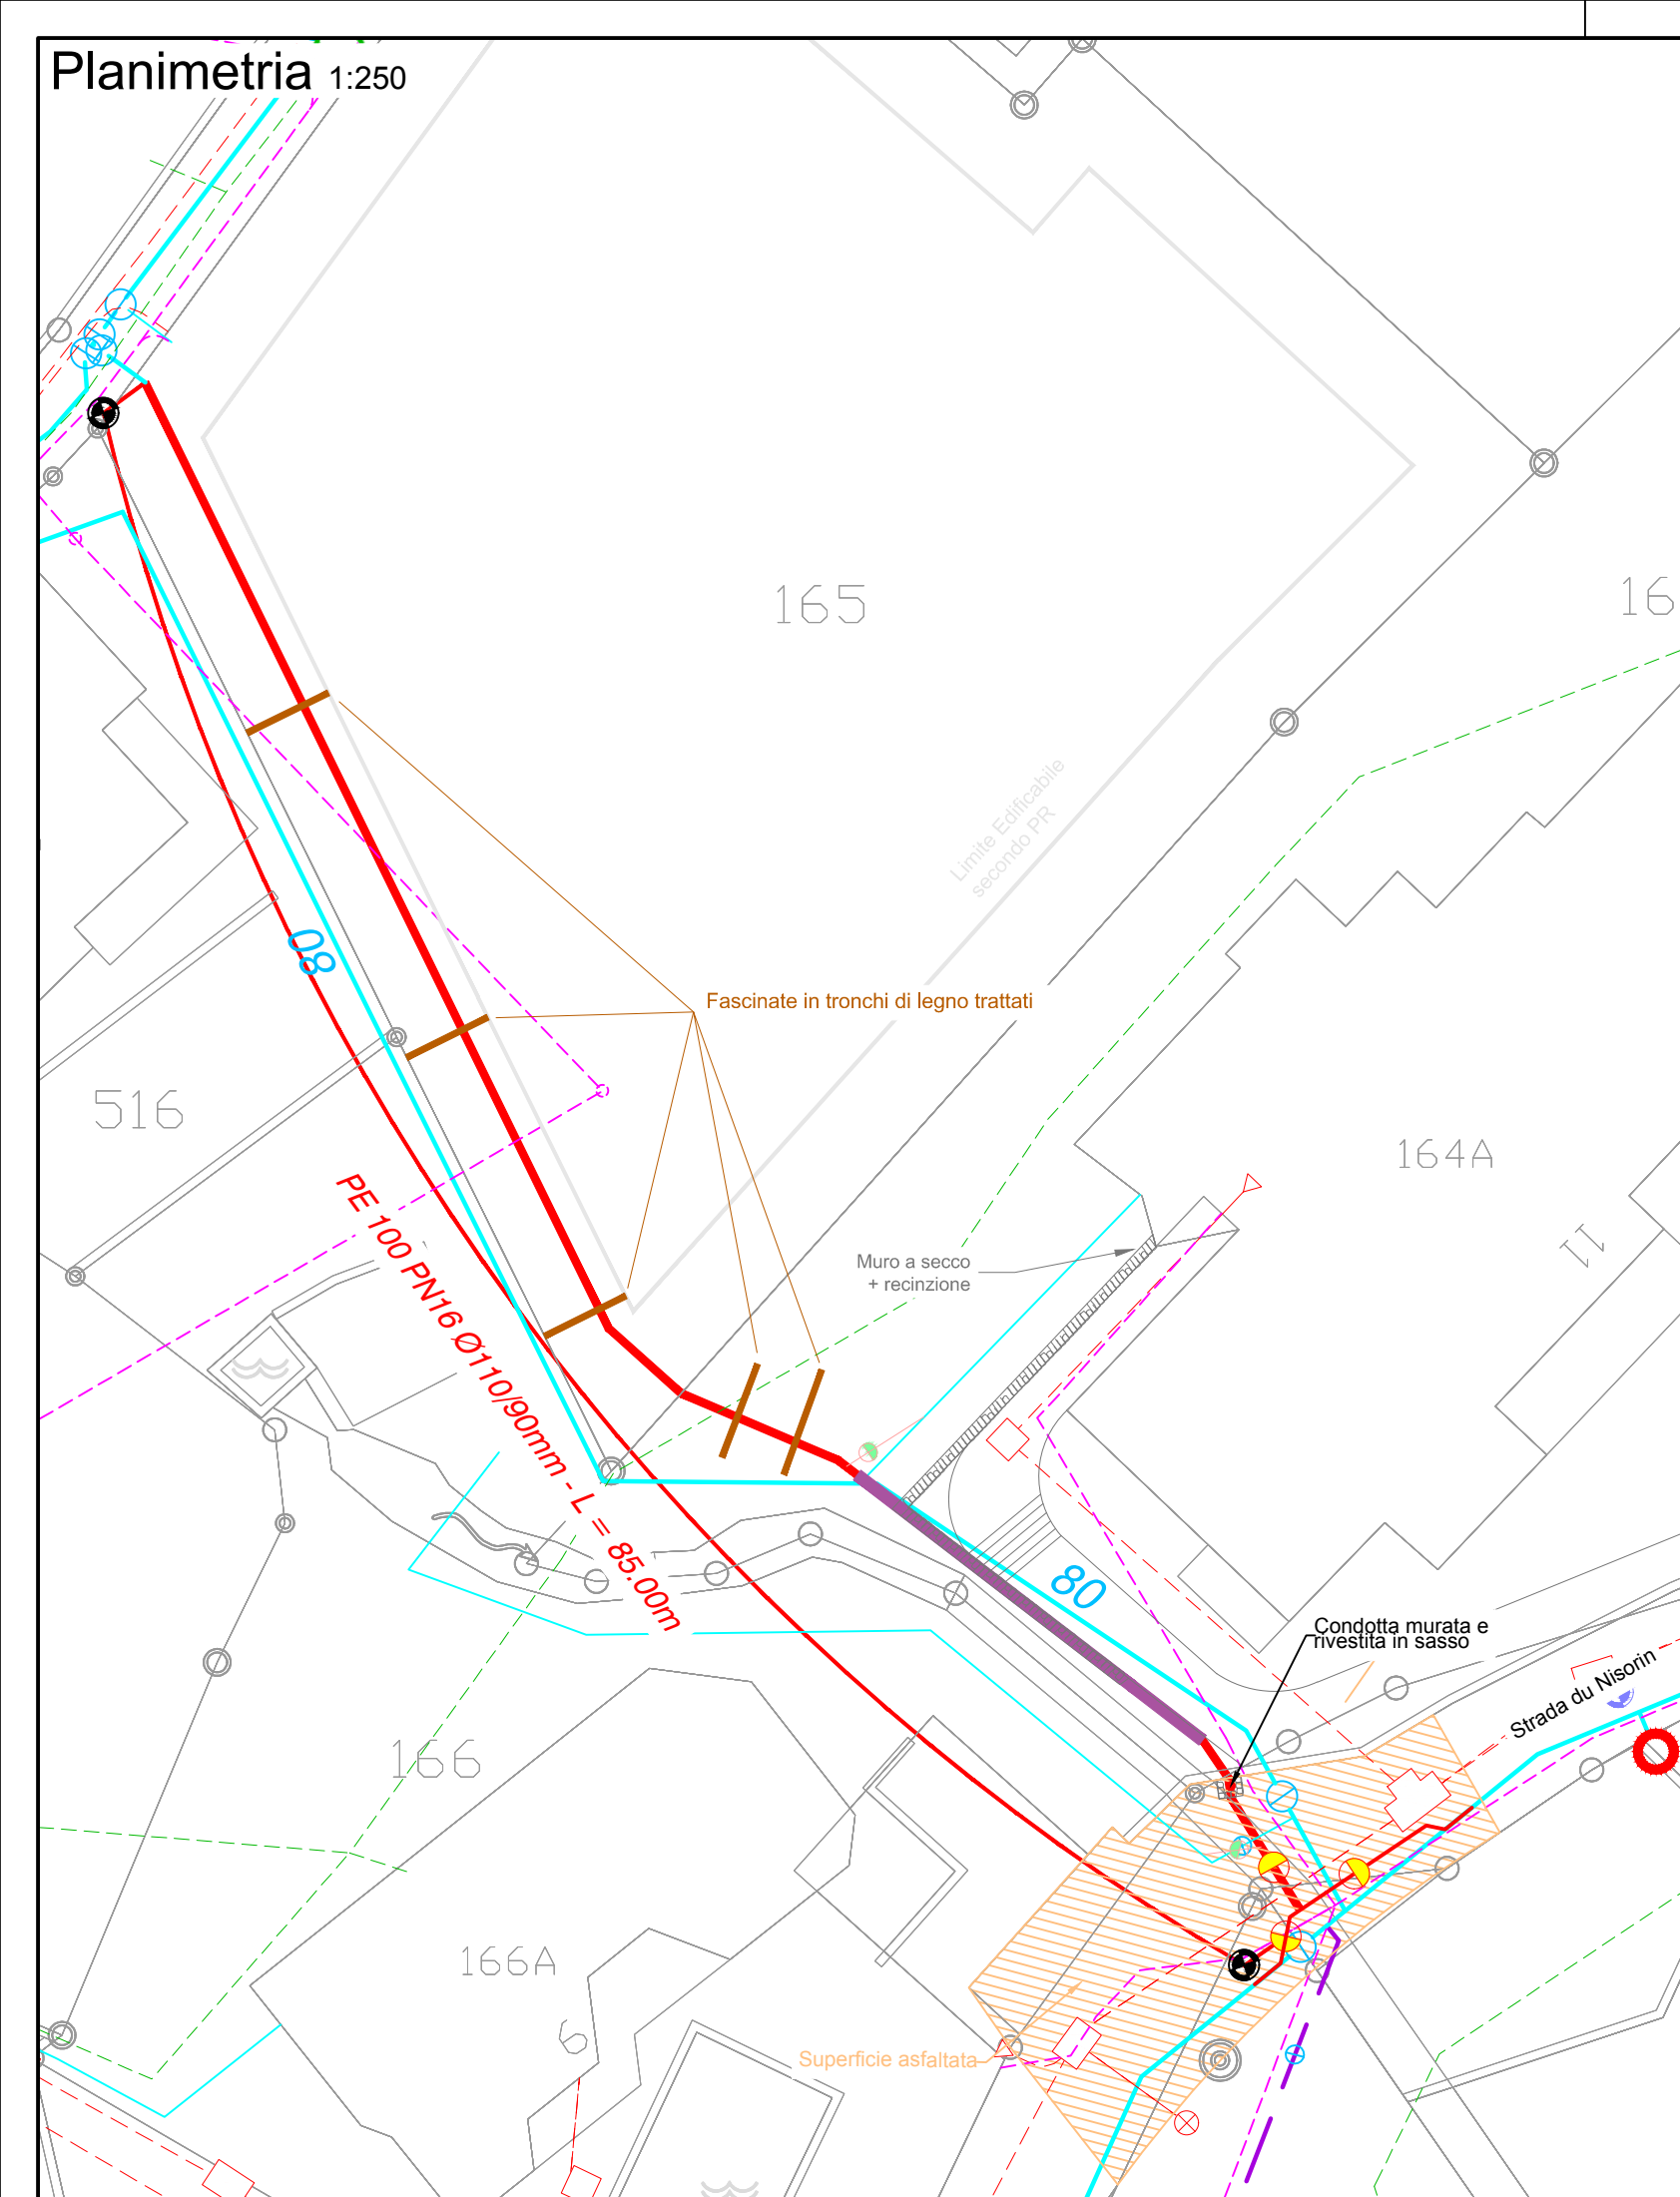 Planimetria 1:250
165
16
Limite Edificabile
secondo PR
80
Fascinate in tronchi di legno trattati
516
164A
11
PE 100 PN16 Ø110/90mm - L = 85.00m
Muro a secco
+ recinzione
80
Condotta murata e
rivestita in sasso
Strada du Nisorin
166
166A
6
Superficie asfaltata